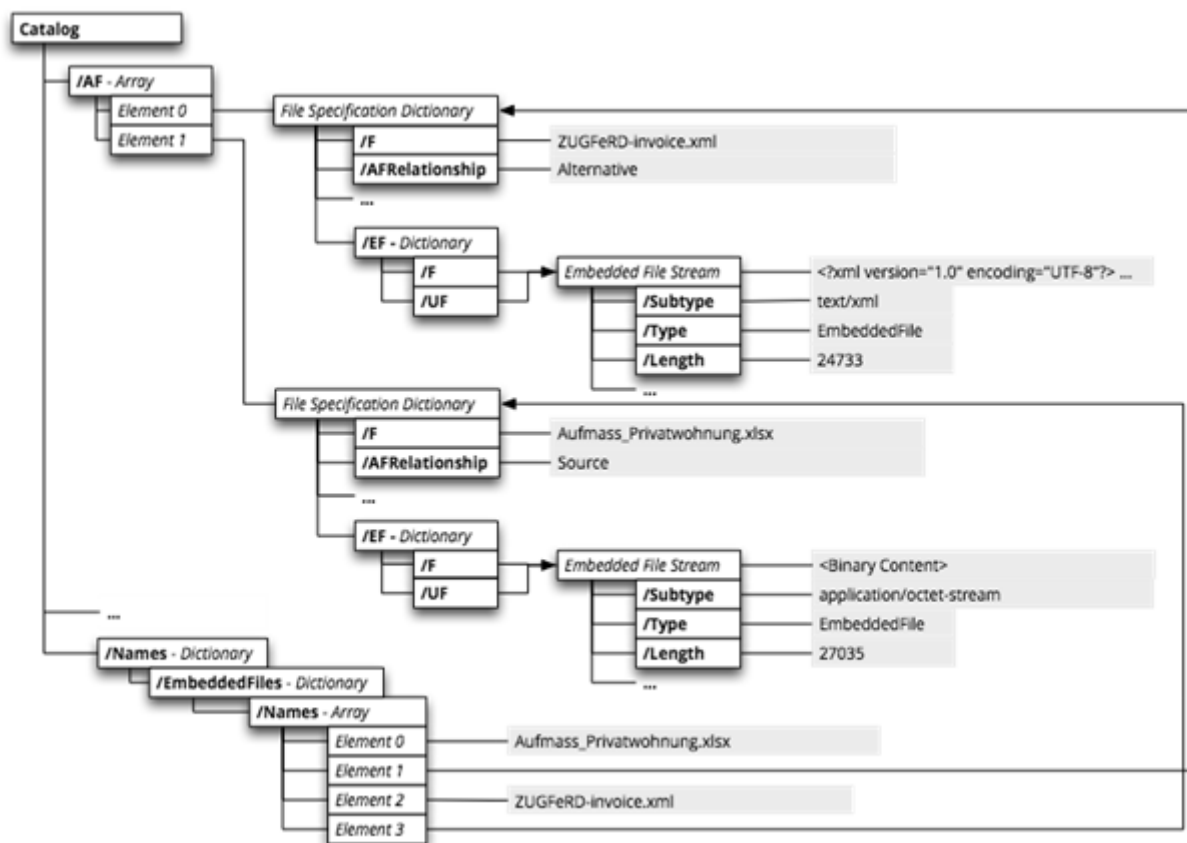 Catalog
/AF - Array
Element 0
Element 1
File Specification Dictionary
/F
ZUGFeRD-invoice.xml
/AFRelationship
Alternative
...
/EF - Dictionary
/F
/UF
Embedded File Stream
<?xml version="1.0" encoding="UTF-8"?> ...
/Subtype
text/xml
/Type
EmbeddedFile
/Length
24733
...
File Specification Dictionary
/F
Aufmass_Privatwohnung.xlsx
/AFRelationship
Source
...
/EF - Dictionary
/F
/UF
Embedded File Stream
<Binary Content>
/Subtype
application/octet-stream
/Type
EmbeddedFile
/Length
27035
...
...
/Names - Dictionary
/EmbeddedFiles - Dictionary
/Names - Array
Element 0
Aufmass_Privatwohnung.xlsx
Element 1
Element 2
ZUGFeRD-invoice.xml
Element 3